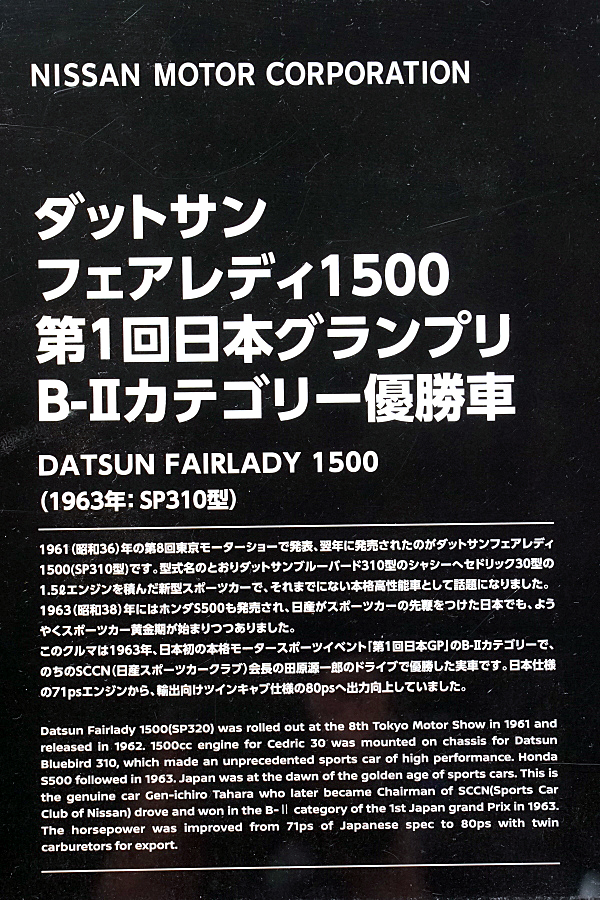 NISSAN MOTOR CORPORATION
ダットサン
フェアレディ1500
第1回日本グランプリ
B-Ⅱカテゴリー優勝車
DATSUN FAIRLADY 1500
(1963年: SP310型)
1961(昭和36)年の第8回東京モーターショーで発表、翌年に発売されたのがダットサンフェアレディ
1500(SP310型)です。型式名のとおりダットサンブルーバード310型のシャシーへセドリック30型の
1.5ℓエンジンを積んだ新型スポーツカーで、それまでにない本格高性能車として話題になりました。
1963(昭和38)年にはホンダS500も発売され、日産がスポーツカーの先鞭をつけた日本でも、よう
やくスポーツカー黄金期が始まりつつありました。
このクルマは1963年、日本初の本格モータースポーツイベント「第1回日本GP」のB-Ⅱカテゴリーで、
のちのSCCN(日産スポーツカークラブ)会長の田原源一郎のドライブで優勝した実車です。日本仕様
の71psエンジンから、輸出向けツインキャブ仕様の80psへ出力向上していました。
Datsun Fairlady 1500(SP320) was rolled out at the 8th Tokyo Motor Show in 1961 and
released in 1962. 1500cc engine for Cedric 30 was mounted on chassis for Datsun
Bluebird 310, which made an unprecedented sports car of high performance. Honda
S500 followed in 1963. Japan was at the dawn of the golden age of sports cars. This is
the genuine car Gen-ichiro Tahara who later became Chairman of SCCN(Sports Car
Club of Nissan) drove and won in the B-Ⅱ category of the 1st Japan grand Prix in 1963.
The horsepower was improved from 71ps of Japanese spec to 80ps with twin
carburetors for export.